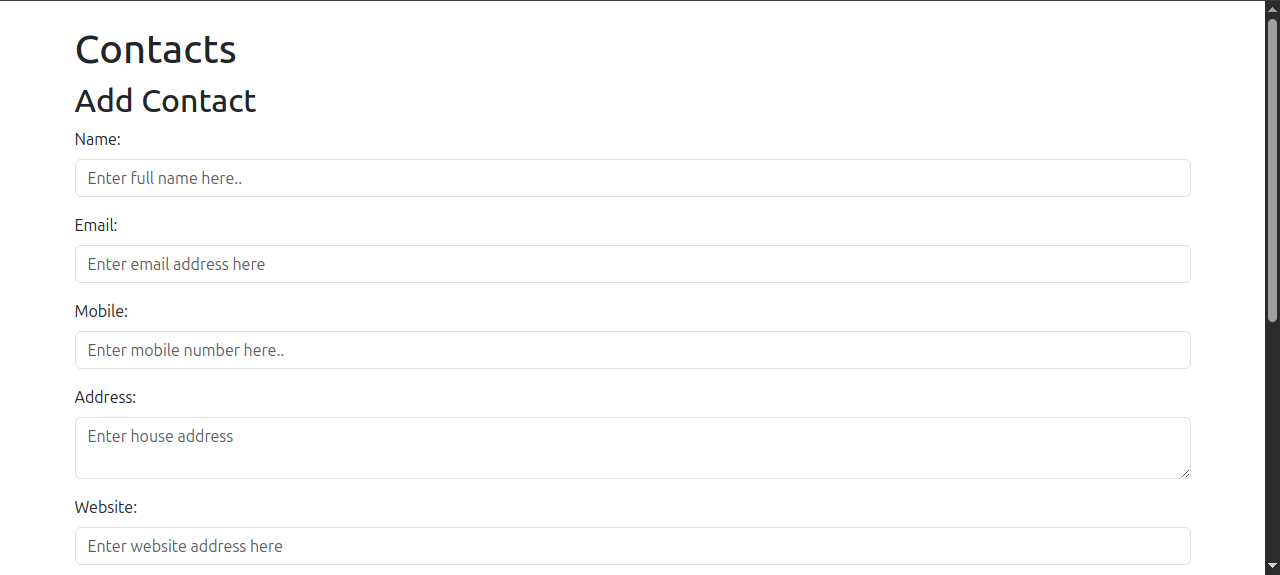 Contacts
Add Contact
Name:
Enter full name here..
Email:
Enter email address here
Mobile:
Enter mobile number here..
Address:
Enter house address
Website:
Enter website address here